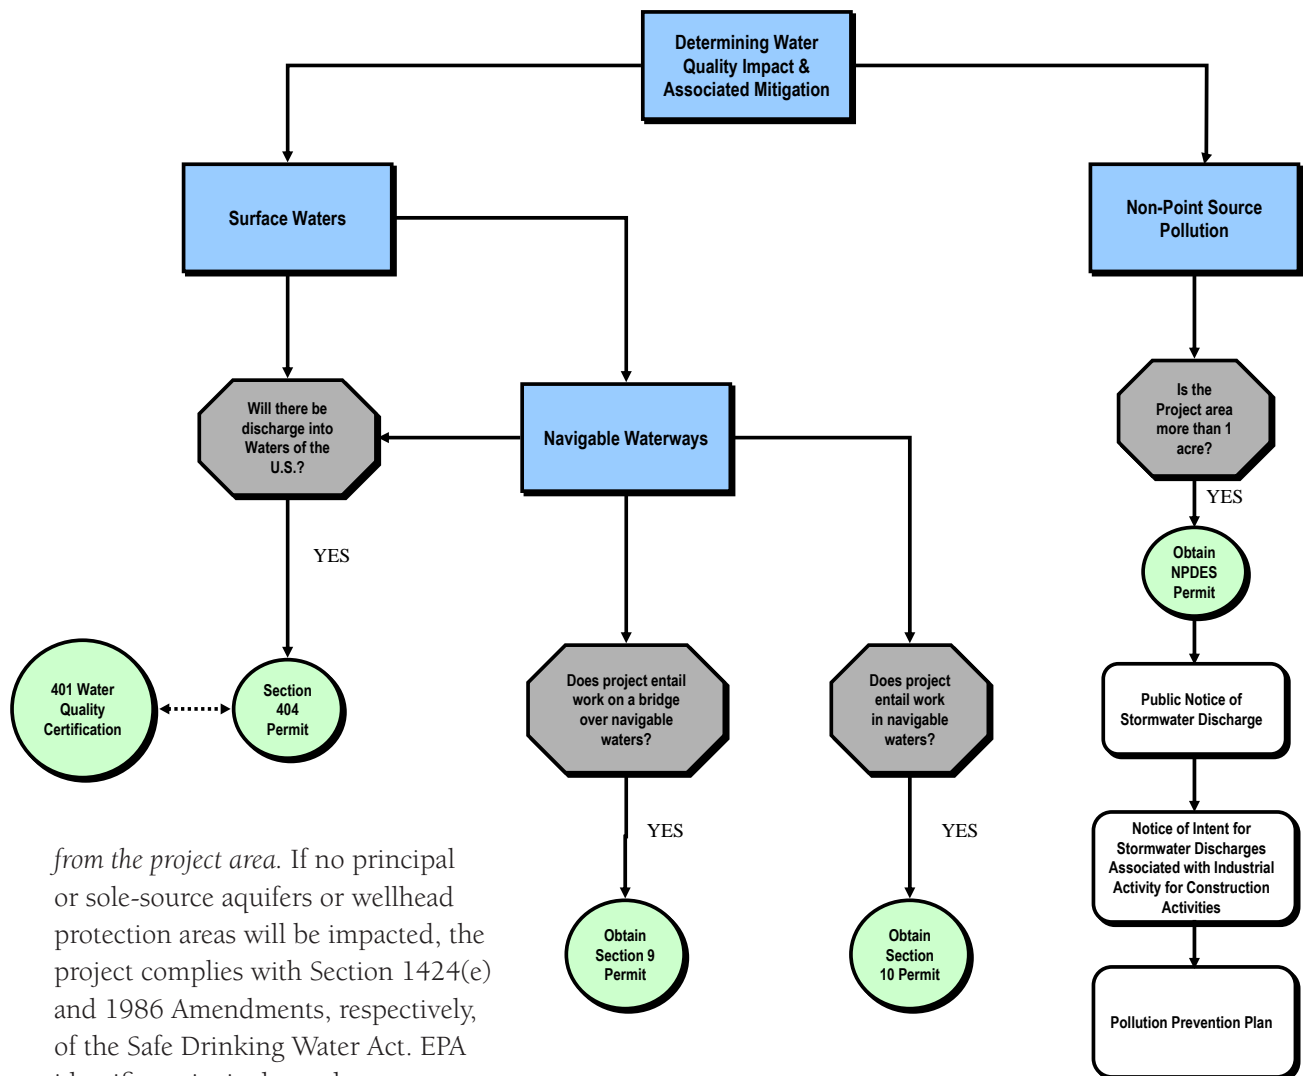 Determining Water
Quality Impact &
Associated Mitigation
Surface Waters
Non-Point Source
Pollution
Will there be
discharge into
Waters of the
U.S.?
Navigable Waterways
Is the
Project area
more than 1
acre?
YES
YES
Obtain
NPDES
Permit
401 Water
Quality
Certification
Section
404
Permit
Does project entail
work on a bridge
over navigable
waters?
Does project
entail work
in navigable
waters?
Public Notice of
Stormwater Discharge
YES
YES
Notice of Intent for
Stormwater Discharges
Associated with Industrial
Activity for Construction
Activities
Obtain
Section 9
Permit
Obtain
Section
10 Permit
Pollution Prevention Plan
from the project area. If no principal
or sole-source aquifers or wellhead
protection areas will be impacted, the
project complies with Section 1424(e)
and 1986 Amendments, respectively,
of the Safe Drinking Water Act. EPA